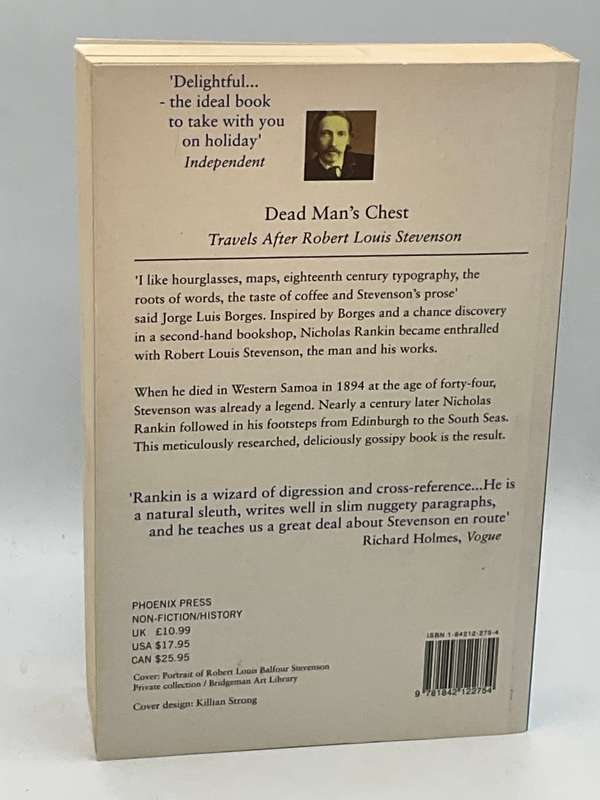 'Delightful...
- the ideal book
to take with you
on holiday'
Independent
Dead Man's Chest
Travels After Robert Louis Stevenson
'I like hourglasses, maps, eighteenth century typography, the
roots of words, the taste of coffee and Stevenson's prose'
said Jorge Luis Borges. Inspired by Borges and a chance discovery
in a second-hand bookshop, Nicholas Rankin became enthralled
with Robert Louis Stevenson, the man and his works.
When he died in Western Samoa in 1894 at the age of forty-four,
Stevenson was already a legend. Nearly a century later Nicholas
Rankin followed in his footsteps from Edinburgh to the South Seas.
This meticulously researched, deliciously gossipy book is the result.
'Rankin is a wizard of digression and cross-reference...He is
a natural sleuth, writes well in slim nuggety paragraphs,
and he teaches us a great deal about Stevenson en route'
Richard Holmes, Vogue
PHOENIX PRESS
NON-FICTION/HISTORY
UK £10.99
USA $17.95
CAN $25.95
Cover: Portrait of Robert Louis Balfour Stevenson
Private collection / Bridgeman Art Library
Cover design: Killian Strong
ISBN 1-84212-275-4
9 781842 122754